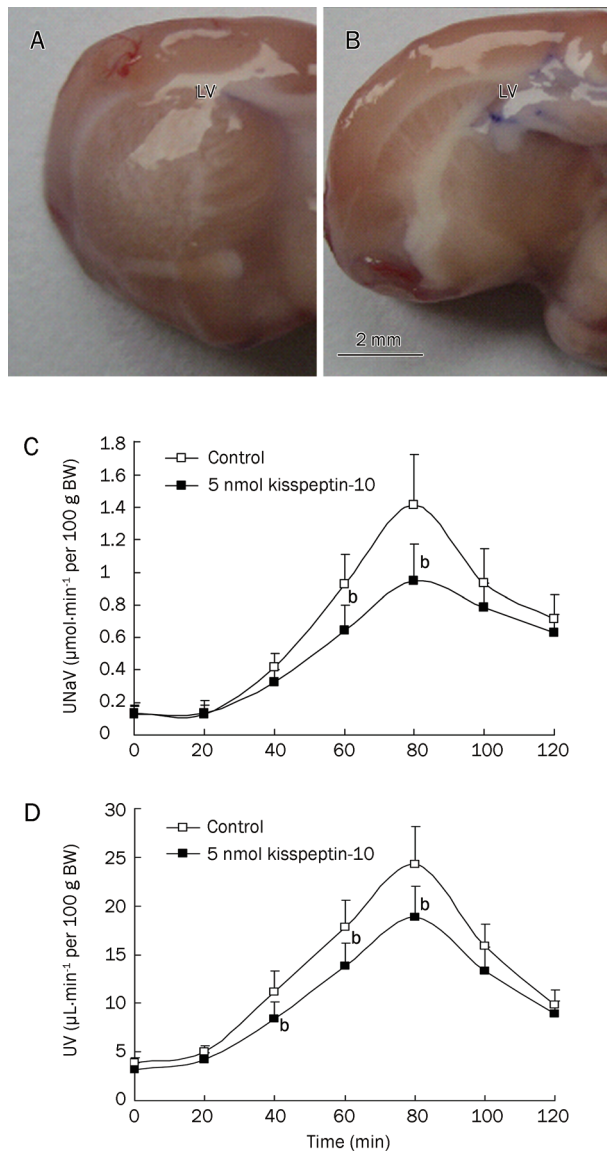 A
LV
B
LV
2 mm
C
UNaV (μmol·min⁻¹ per 100 g BW)
1.8
1.6
1.4
1.2
1
0.8
0.6
0.4
0.2
0
Control
5 nmol kisspeptin-10
b
b
0 20 40 60 80 100 120
D
UV (μL·min⁻¹ per 100 g BW)
30
25
20
15
10
5
0
Control
5 nmol kisspeptin-10
b
b
b
0 20 40 60 80 100 120
Time (min)